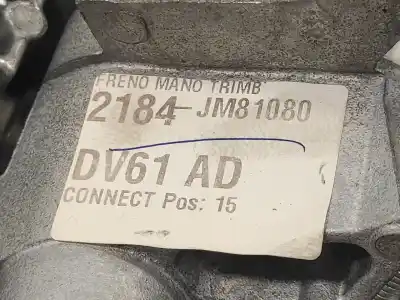 FRENO MANO TRIMB
2184-JM81080
DV61 AD
CONNECT Pos: 15